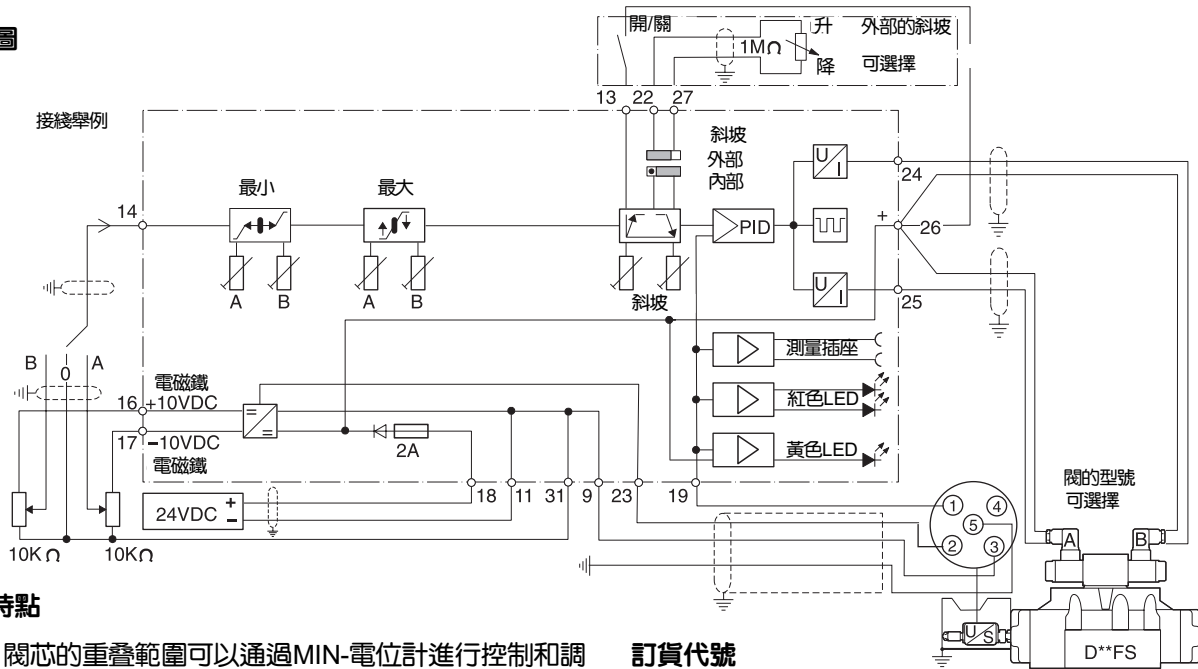 圖
開/關
升 外部的斜坡
1MΩ
降 可選擇
13 22 27
接綫舉例
斜坡
外部
內部
U
I
24
最小 最大
14
PID
+
26
U
I
25
A B A B
斜坡
測量插座
B 0 A
電磁鐵
16 +10VDC
紅色LED
17 -10VDC
2A
電磁鐵
黃色LED
閥的型號
可選擇
24VDC + -
18 11 31 9 23 19
1 4
5
2 3
A B
10KΩ 10KΩ
特點
U
S
D**FS
閥芯的重叠範圍可以通過MIN-電位計進行控制和調
訂貨代號